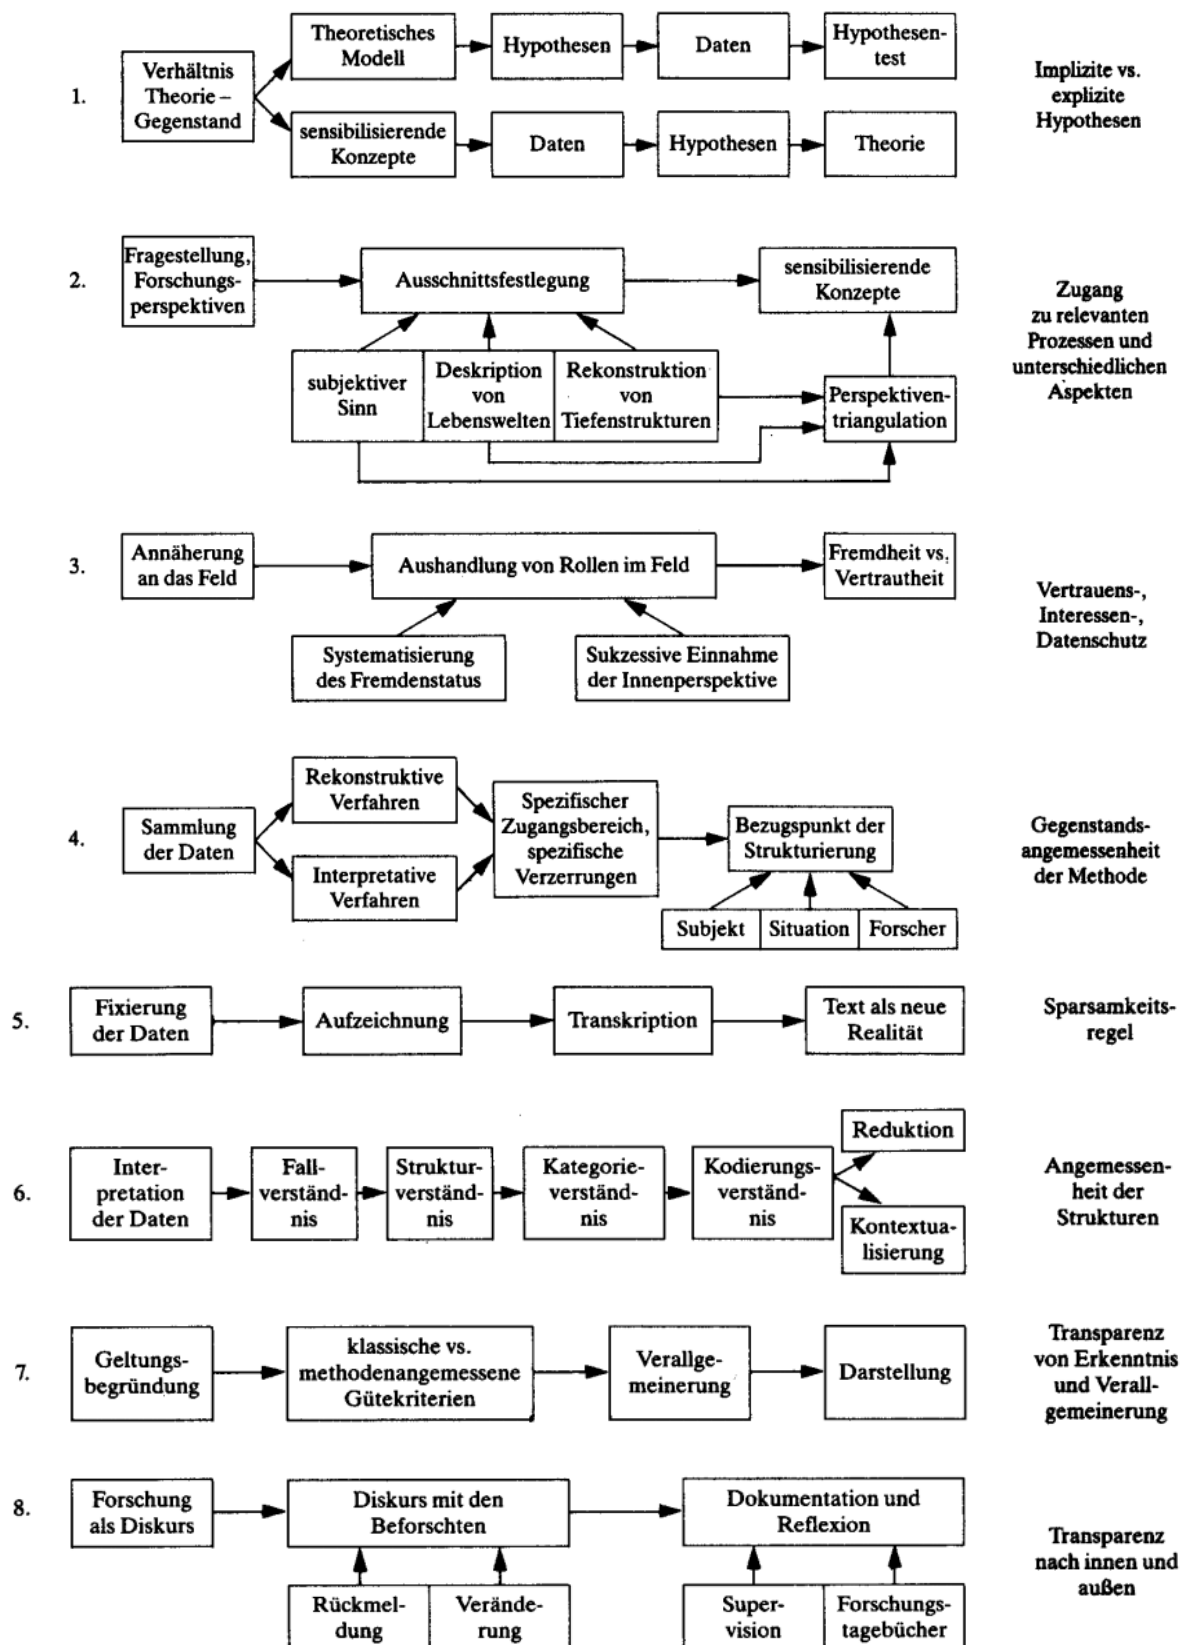 1.
Verhältnis
Theorie –
Gegenstand
Theoretisches
Modell
Hypothesen
Daten
Hypothesen-
test
sensibilisierende
Konzepte
Daten
Hypothesen
Theorie
Implizite vs.
explizite
Hypothesen
2.
Fragestellung,
Forschungs-
perspektiven
Ausschnittsfestlegung
sensibilisierende
Konzepte
subjektiver
Sinn
Deskription
von
Lebenswelten
Rekonstruktion
von
Tiefenstrukturen
Perspektiven-
triangulation
Zugang
zu relevanten
Prozessen und
unterschiedlichen
Aspekten
3.
Annäherung
an das Feld
Aushandlung von Rollen im Feld
Fremdheit vs.
Vertrautheit
Systematisierung
des Fremdenstatus
Sukzessive Einnahme
der Innenperspektive
Vertrauens-,
Interessen-,
Datenschutz
4.
Sammlung
der Daten
Rekonstruktive
Verfahren
Interpretative
Verfahren
Spezifischer
Zugangsbereich,
spezifische
Verzerrungen
Bezugspunkt der
Strukturierung
Subjekt
Situation
Forscher
Gegenstands-
angemessenheit
der Methode
5.
Fixierung
der Daten
Aufzeichnung
Transkription
Text als neue
Realität
Sparsamkeits-
regel
6.
Inter-
pretation
der Daten
Fall-
verständ-
nis
Struktur-
verständ-
nis
Kategorie-
verständ-
nis
Kodierungs-
verständ-
nis
Reduktion
Kontextua-
lisierung
Angemessen-
heit der
Strukturen
7.
Geltungs-
begründung
klassische vs.
methodenangemessene
Gütekriterien
Verallge-
meinerung
Darstellung
Transparenz
von Erkenntnis
und Verall-
gemeinerung
8.
Forschung
als Diskurs
Diskurs mit den
Beforschten
Dokumentation und
Reflexion
Rückmel-
dung
Verände-
rung
Super-
vision
Forschungs-
tagebücher
Transparenz
nach innen und
außen